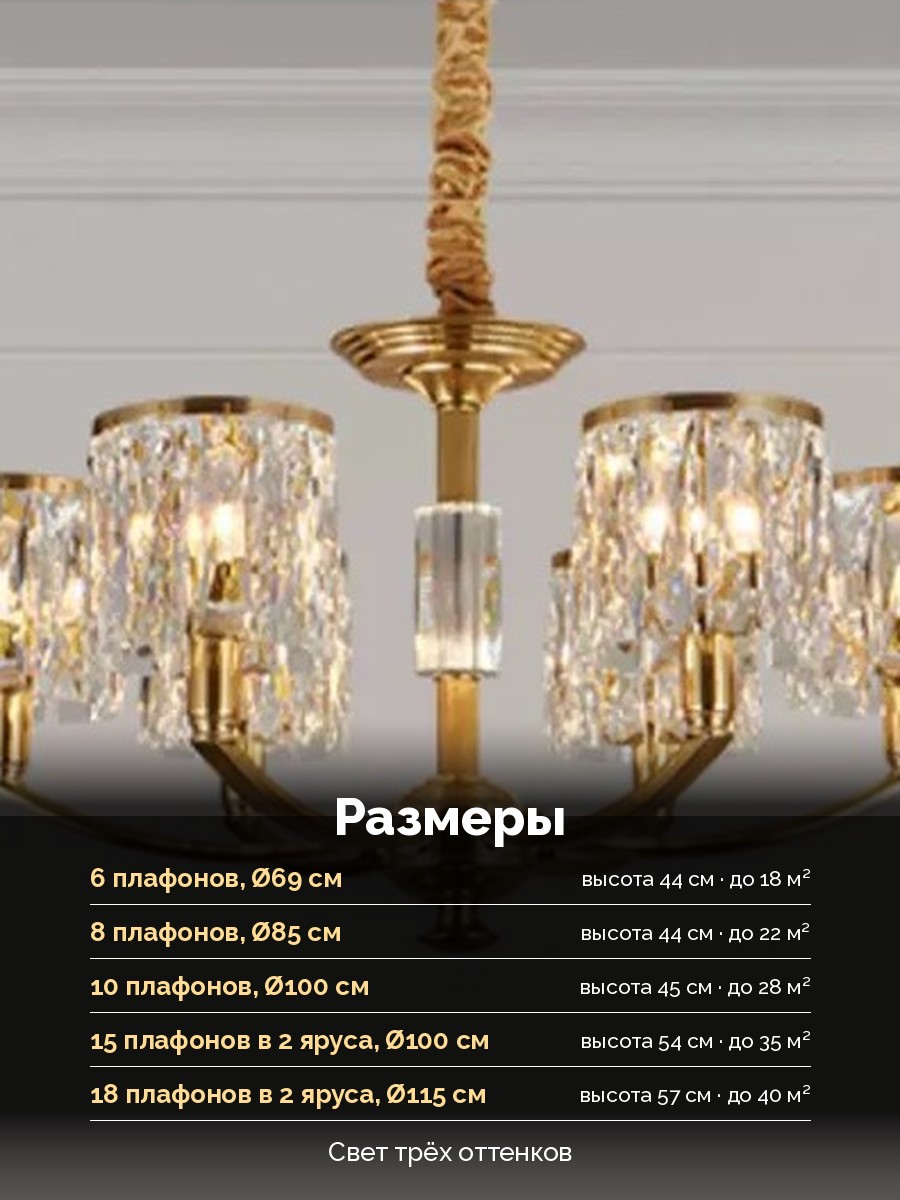 Размеры
6 плафонов, Ø69 см высота 44 см · до 18 м²
8 плафонов, Ø85 см высота 44 см · до 22 м²
10 плафонов, Ø100 см высота 45 см · до 28 м²
15 плафонов в 2 яруса, Ø100 см высота 54 см · до 35 м²
18 плафонов в 2 яруса, Ø115 см высота 57 см · до 40 м²
Свет трёх оттенков